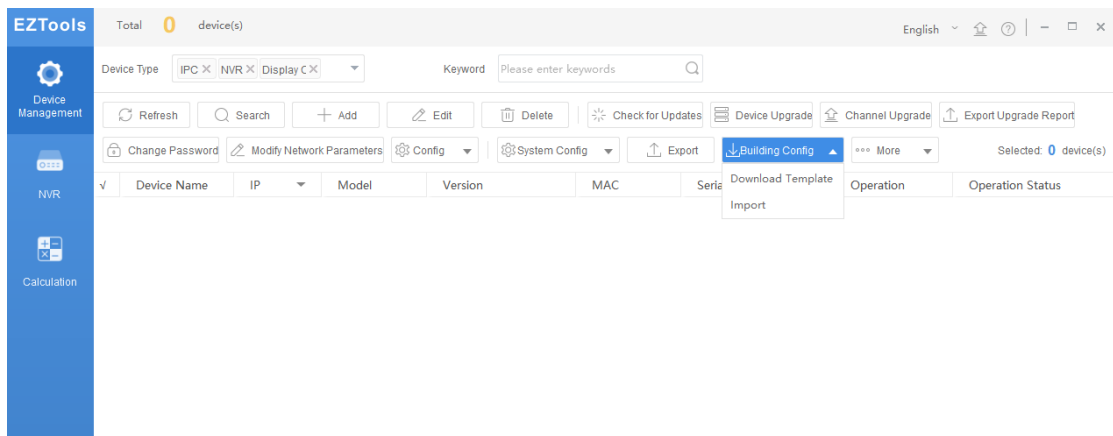 EZTools
Total 0 device(s)
English
Device Type IPC NVR Display C Keyword Please enter keywords
Device Management
Refresh Search Add Edit Delete Check for Updates Device Upgrade Channel Upgrade Export Upgrade Report
Change Password Modify Network Parameters Config System Config Export Building Config More Selected: 0 device(s)
√ Device Name IP Model Version MAC Seria Operation Operation Status
Download Template
Import
NVR
Calculation